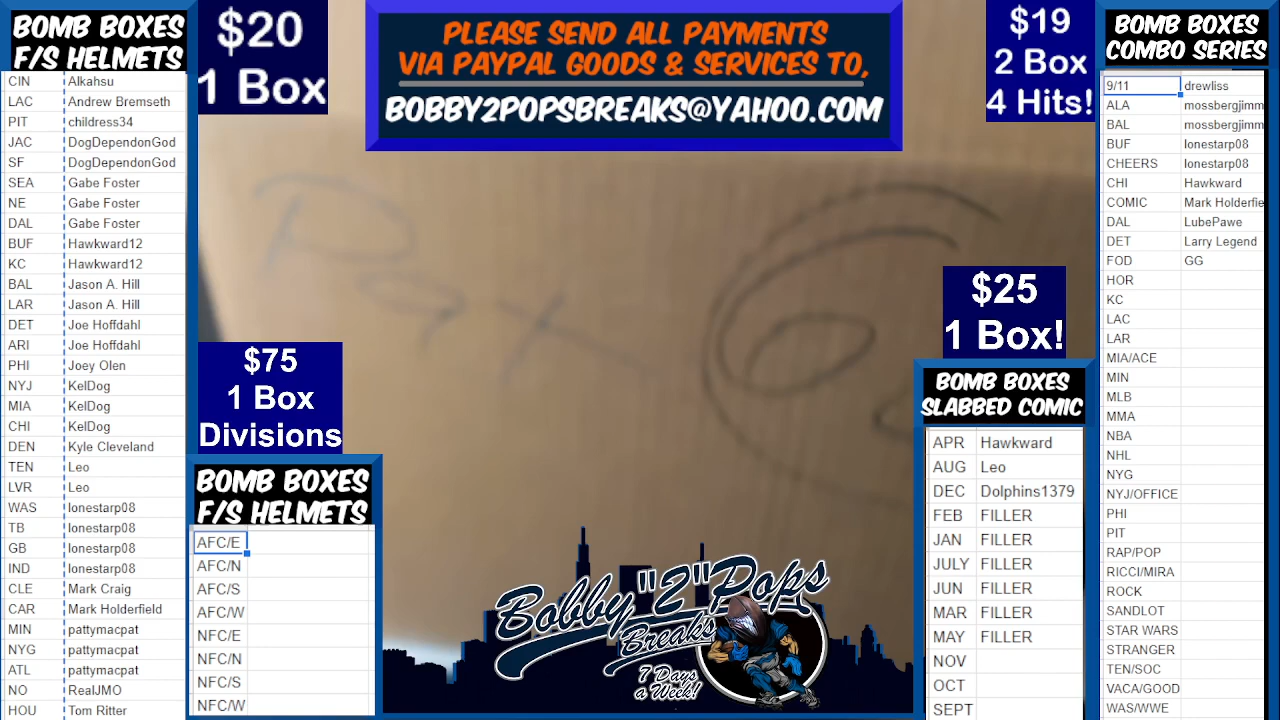 BOMB BOXES
F/S HELMETS
CIN Alkahsu
LAC Andrew Bremseth
PIT childress34
JAC DogDependonGod
SF DogDependonGod
SEA Gabe Foster
NE Gabe Foster
DAL Gabe Foster
BUF Hawkward12
KC Hawkward12
BAL Jason A. Hill
LAR Jason A. Hill
DET Joe Hoffdahl
ARI Joe Hoffdahl
PHI Joey Olen
NYJ KelDog
MIA KelDog
CHI KelDog
DEN Kyle Cleveland
TEN Leo
LVR Leo
WAS lonestarp08
TB lonestarp08
GB lonestarp08
IND lonestarp08
CLE Mark Craig
CAR Mark Holderfield
MIN pattymacpat
NYG pattymacpat
ATL pattymacpat
NO RealJMO
HOU Tom Ritter
$20
1 Box
PLEASE SEND ALL PAYMENTS
VIA PAYPAL GOODS & SERVICES TO,
BOBBY2POPSBREAKS@YAHOO.COM
Pax
$75
1 Box
Divisions
BOMB BOXES
F/S HELMETS
AFC/E
AFC/N
AFC/S
AFC/W
NFC/E
NFC/N
NFC/S
NFC/W
Bobby "2" Pops
Breaks
7 Days
a Week!
$19
2 Box
4 Hits!
$25
1 Box!
BOMB BOXES
SLABBED COMIC
APR Hawkward
AUG Leo
DEC Dolphins1379
FEB FILLER
JAN FILLER
JULY FILLER
JUN FILLER
MAR FILLER
MAY FILLER
NOV
OCT
SEPT
BOMB BOXES
COMBO SERIES
9/11 drewliss
ALA mossbergjimm
BAL mossbergjimm
BUF lonestarp08
CHEERS lonestarp08
CHI Hawkward
COMIC Mark Holderfie
DAL LubePawe
DET Larry Legend
FOD GG
HOR
KC
LAC
LAR
MIA/ACE
MIN
MLB
MMA
NBA
NHL
NYG
NYJ/OFFICE
PHI
PIT
RAP/POP
RICCI/MIRA
ROCK
SANDLOT
STAR WARS
STRANGER
TEN/SOC
VACA/GOOD
WAS/WWE